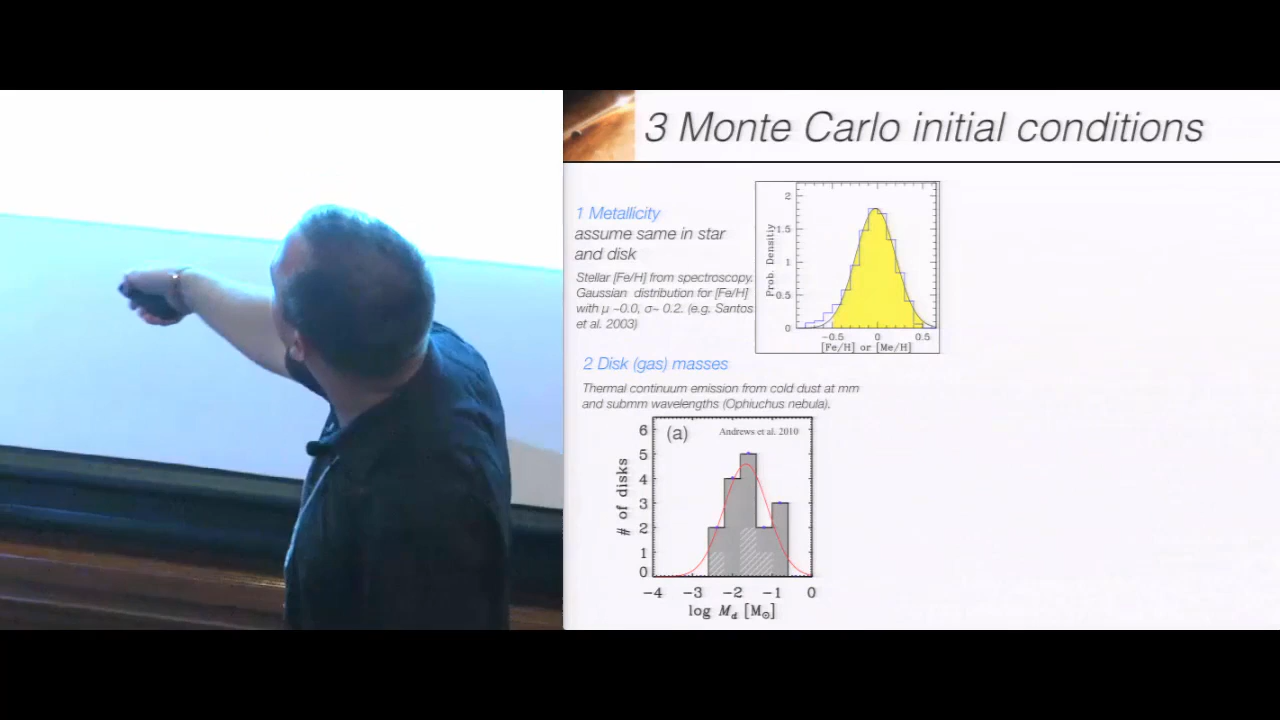 3 Monte Carlo initial conditions
1 Metallicity
assume same in star
and disk
Stellar [Fe/H] from spectroscopy.
Gaussian distribution for [Fe/H]
with μ ~0.0, σ~ 0.2. (e.g. Santos
et al. 2003)
Prob. Densitiy
2
1.5
1
0.5
0
−0.5 0 0.5
[Fe/H] or [Me/H]
2 Disk (gas) masses
Thermal continuum emission from cold dust at mm
and submm wavelengths (Ophiuchus nebula).
(a) Andrews et al. 2010
# of disks
6
5
4
3
2
1
0
−4 −3 −2 −1 0
log Md [M⊙]